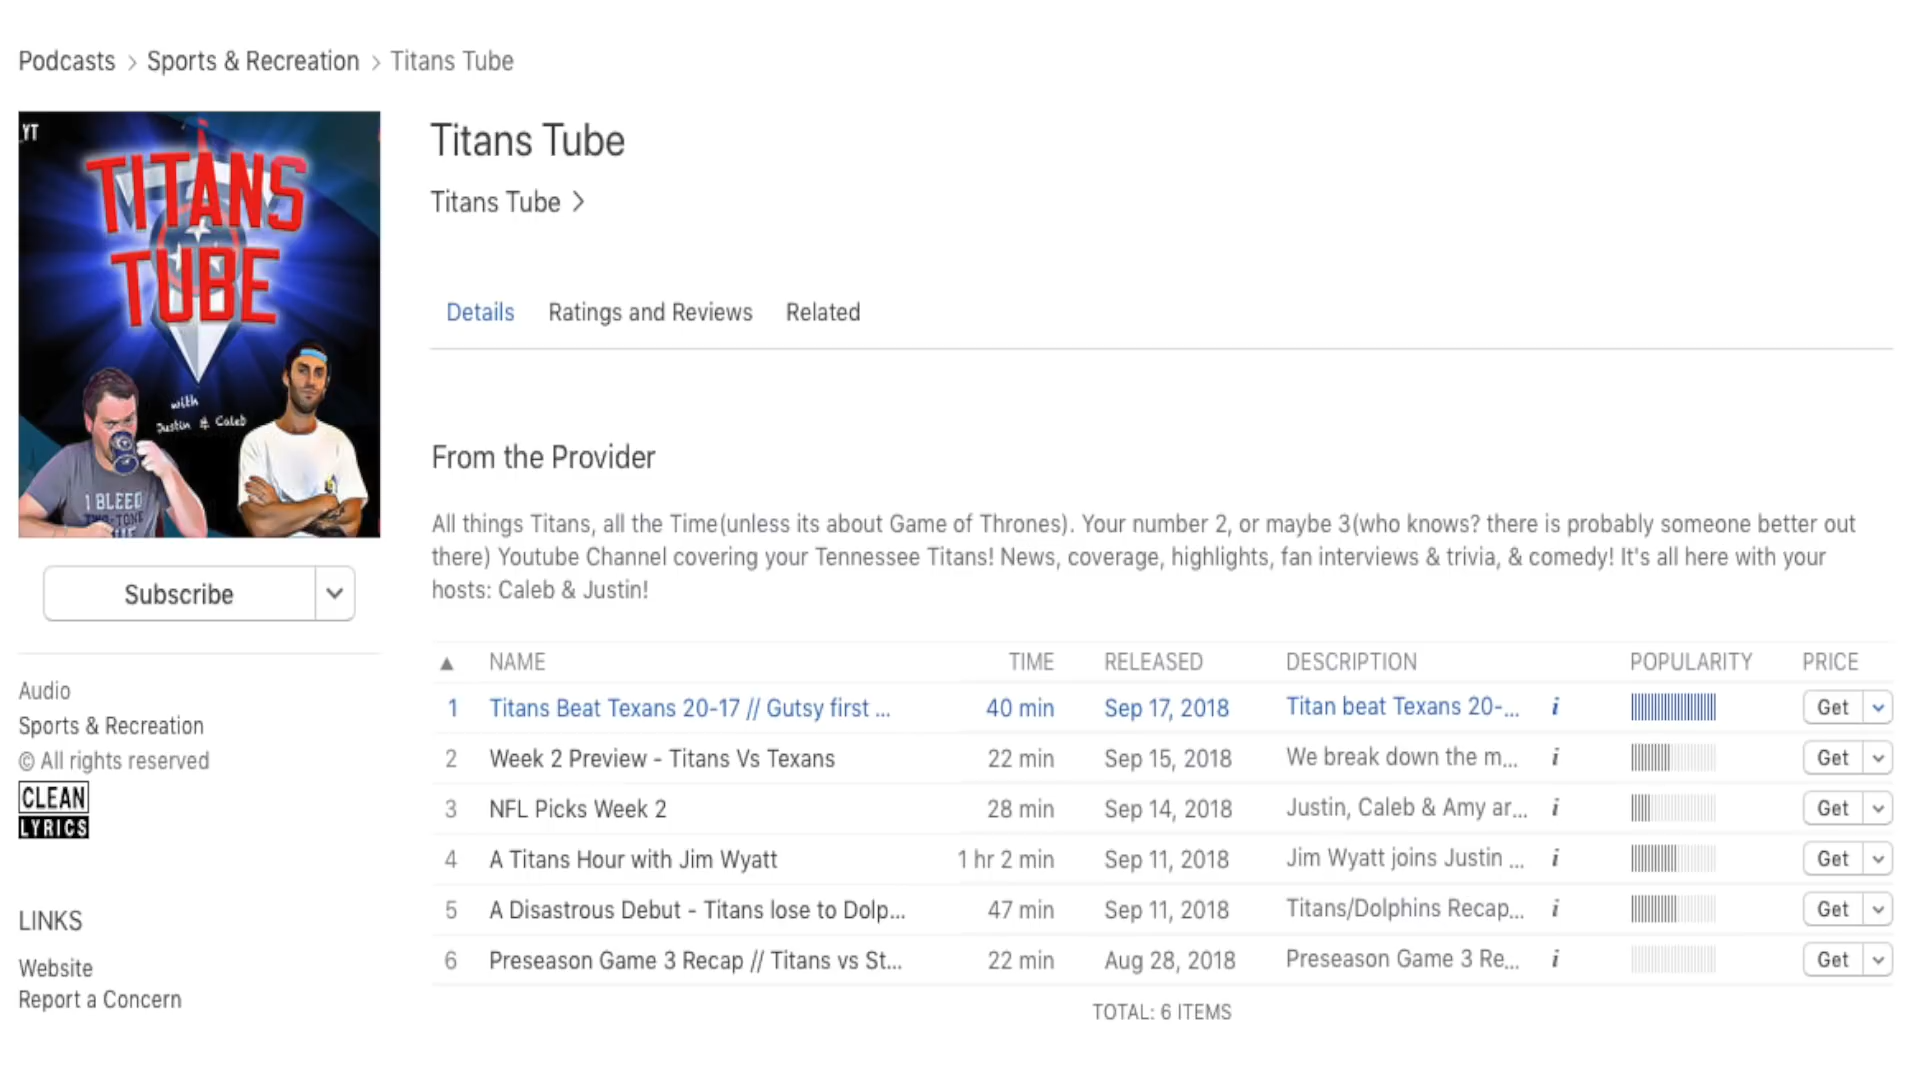 Podcasts > Sports & Recreation > Titans Tube
YT
TITANS
TUBE
with
Justin & Caleb
I BLEED
TWO-TONE
Subscribe
Audio
Sports & Recreation
© All rights reserved
CLEAN
LYRICS
LINKS
Website
Report a Concern
Titans Tube
Titans Tube >
Details Ratings and Reviews Related
From the Provider
All things Titans, all the Time(unless its about Game of Thrones). Your number 2, or maybe 3(who knows? there is probably someone better out
there) Youtube Channel covering your Tennessee Titans! News, coverage, highlights, fan interviews & trivia, & comedy! It's all here with your
hosts: Caleb & Justin!
▲ NAME TIME RELEASED DESCRIPTION POPULARITY PRICE
1 Titans Beat Texans 20-17 // Gutsy first ... 40 min Sep 17, 2018 Titan beat Texans 20-... i Get
2 Week 2 Preview - Titans Vs Texans 22 min Sep 15, 2018 We break down the m... i Get
3 NFL Picks Week 2 28 min Sep 14, 2018 Justin, Caleb & Amy ar... i Get
4 A Titans Hour with Jim Wyatt 1 hr 2 min Sep 11, 2018 Jim Wyatt joins Justin ... i Get
5 A Disastrous Debut - Titans lose to Dolp... 47 min Sep 11, 2018 Titans/Dolphins Recap... i Get
6 Preseason Game 3 Recap // Titans vs St... 22 min Aug 28, 2018 Preseason Game 3 Re... i Get
TOTAL: 6 ITEMS